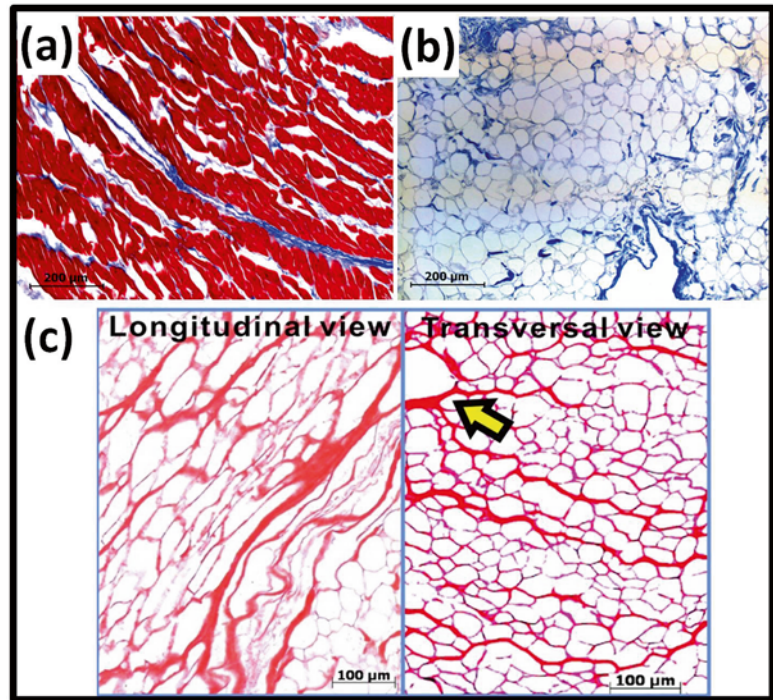 (a)
(b)
200 µm
200 µm
(c)
Longitudinal view
Transversal view
100 µm
100 µm